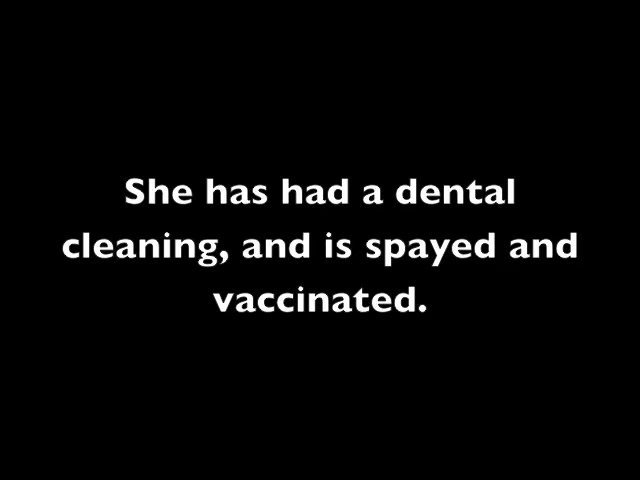 She has had a dental
cleaning, and is spayed and
vaccinated.